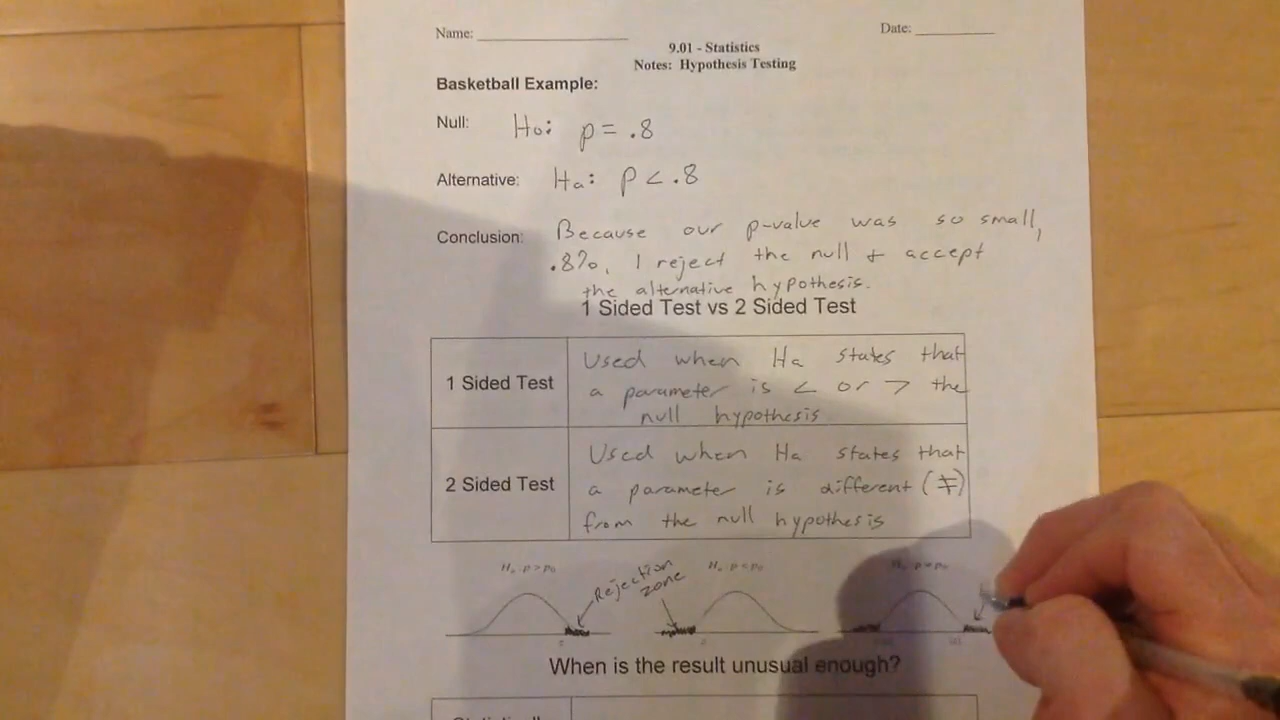 Name: ____________ Date: ________
9.01 - Statistics
Notes: Hypothesis Testing
Basketball Example:
Null: Ho: p = .8
Alternative: Ha: p < .8
Conclusion: Because our p-value was so small,
.8%, I reject the null + accept
the alternative hypothesis.
1 Sided Test vs 2 Sided Test
1 Sided Test Used when Ha states that
a parameter is < or > the
null hypothesis
2 Sided Test Used when Ha states that
a parameter is different (≠)
from the null hypothesis
Rejection
zone
When is the result unusual enough?